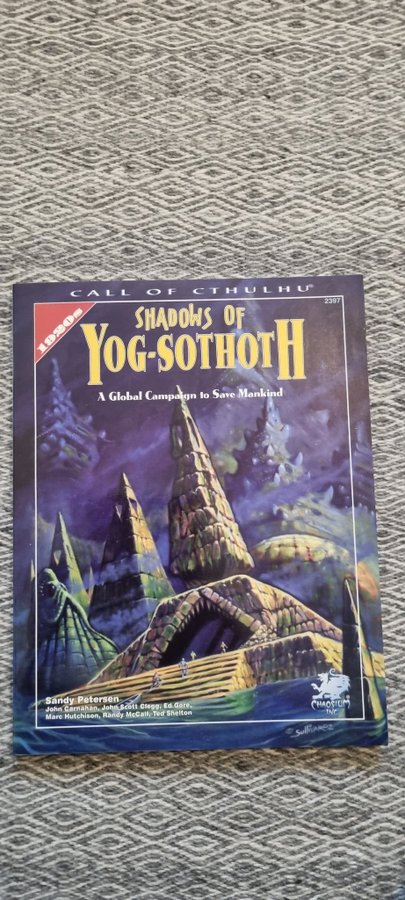 CALL OF CTHULHU®
2397
1920s
SHADOWS OF
YOG-SOTHOTH
A Global Campaign to Save Mankind
Sandy Petersen
John Carnahan, John Scott Clegg, Ed Gore,
Marc Hutchison, Randy McCall, Ted Shelton
CHAOSIUM
INC.